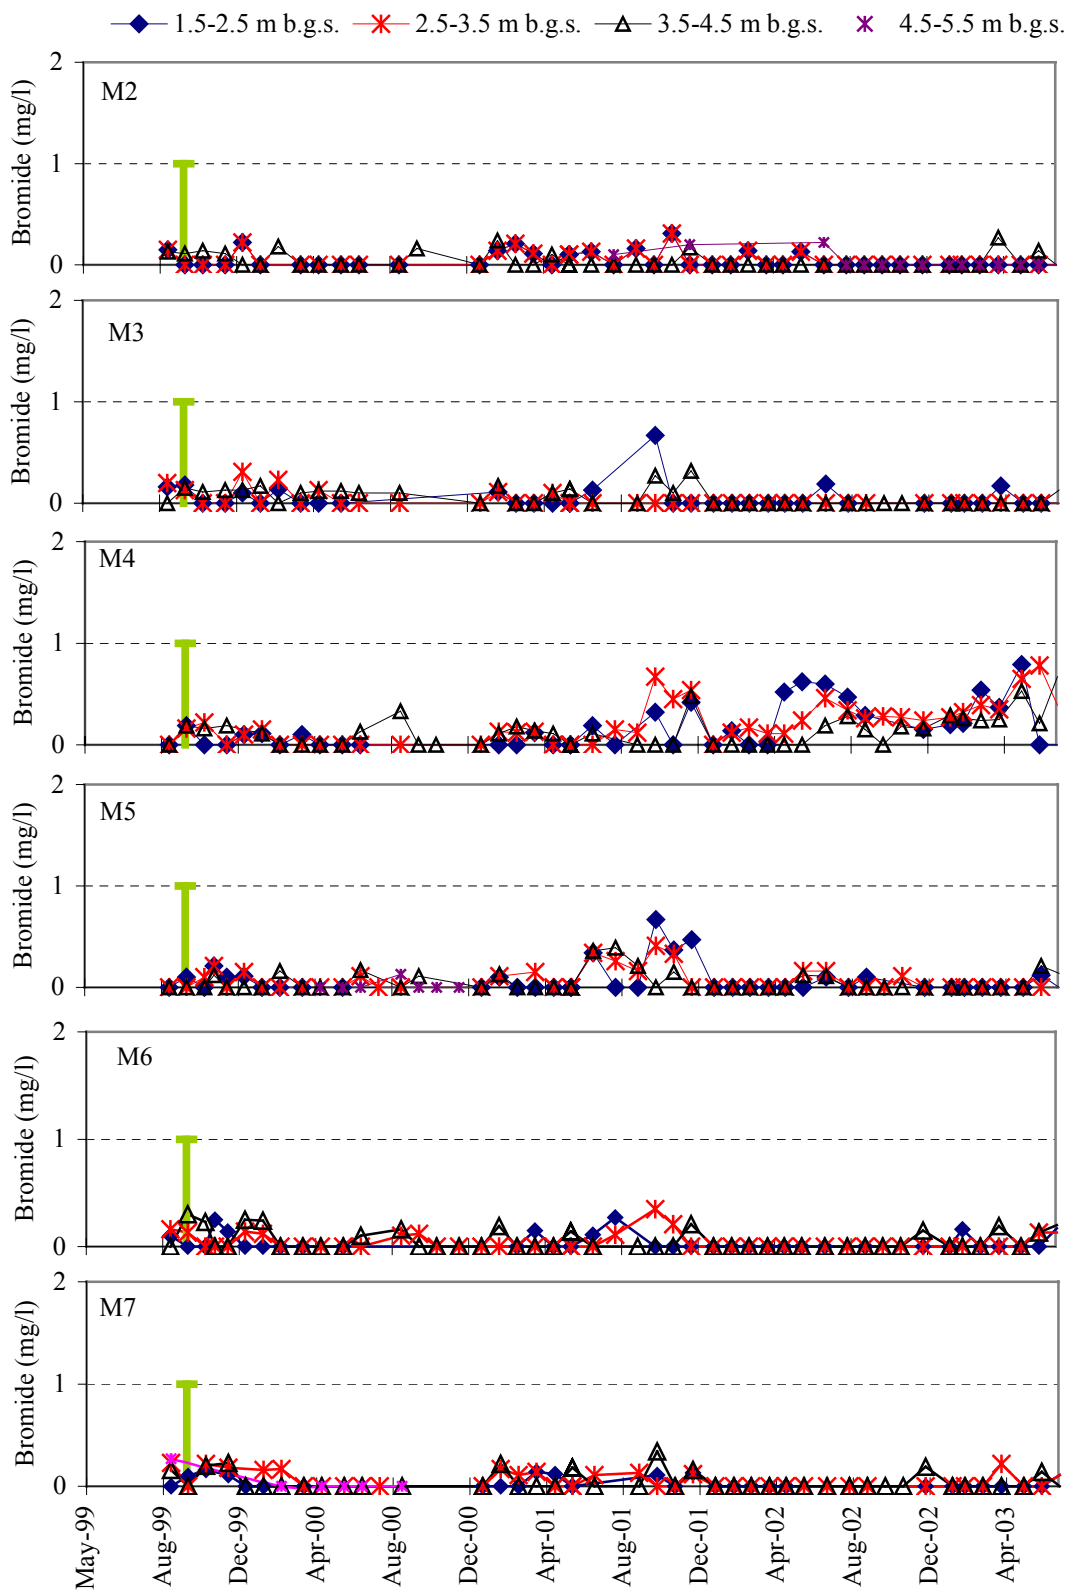 1.5-2.5 m b.g.s. 2.5-3.5 m b.g.s. 3.5-4.5 m b.g.s. 4.5-5.5 m b.g.s.
Bromide (mg/l)
2
1
0
M2
Bromide (mg/l)
2
1
0
M3
Bromide (mg/l)
2
1
0
M4
Bromide (mg/l)
2
1
0
M5
Bromide (mg/l)
2
1
0
M6
Bromide (mg/l)
2
1
0
M7
May-99 Aug-99 Dec-99 Apr-00 Aug-00 Dec-00 Apr-01 Aug-01 Dec-01 Apr-02 Aug-02 Dec-02 Apr-03